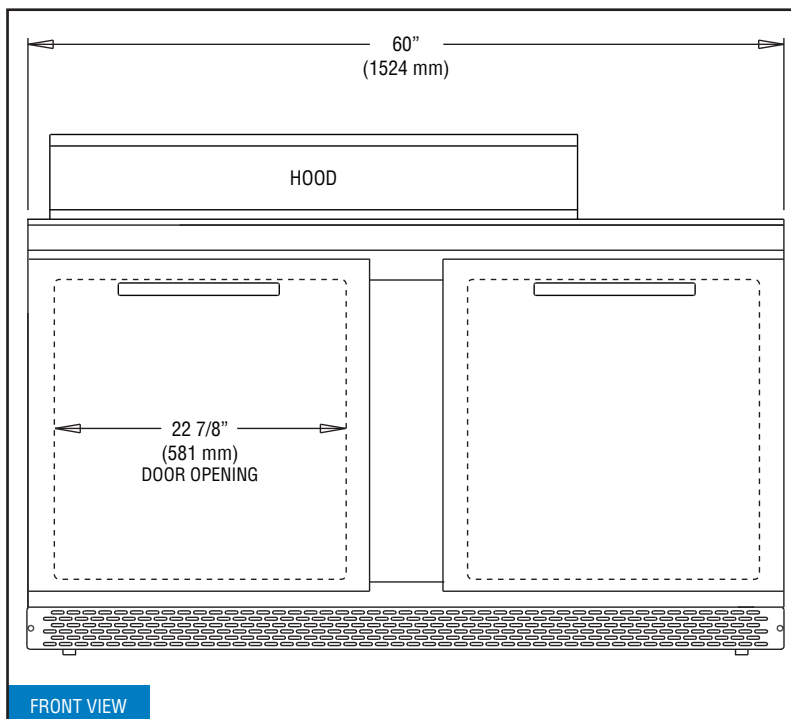 60”
(1524 mm)
HOOD
22 7/8”
(581 mm)
DOOR OPENING
FRONT VIEW